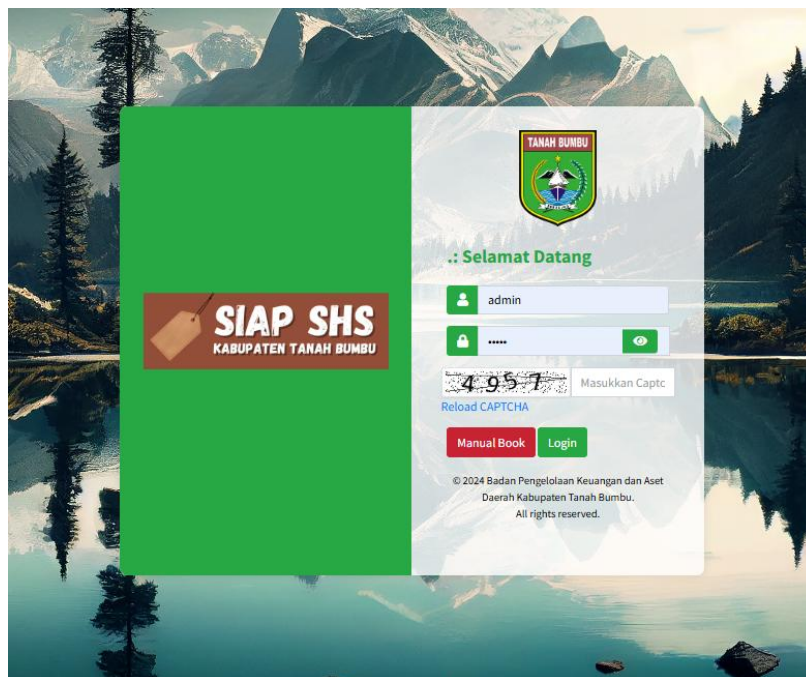 SIAP SHS
KABUPATEN TANAH BUMBU
TANAH BUMBU
.: Selamat Datang
admin
•••••
4957
Masukkan Captc
Reload CAPTCHA
Manual Book
Login
© 2024 Badan Pengelolaan Keuangan dan Aset
Daerah Kabupaten Tanah Bumbu.
All rights reserved.